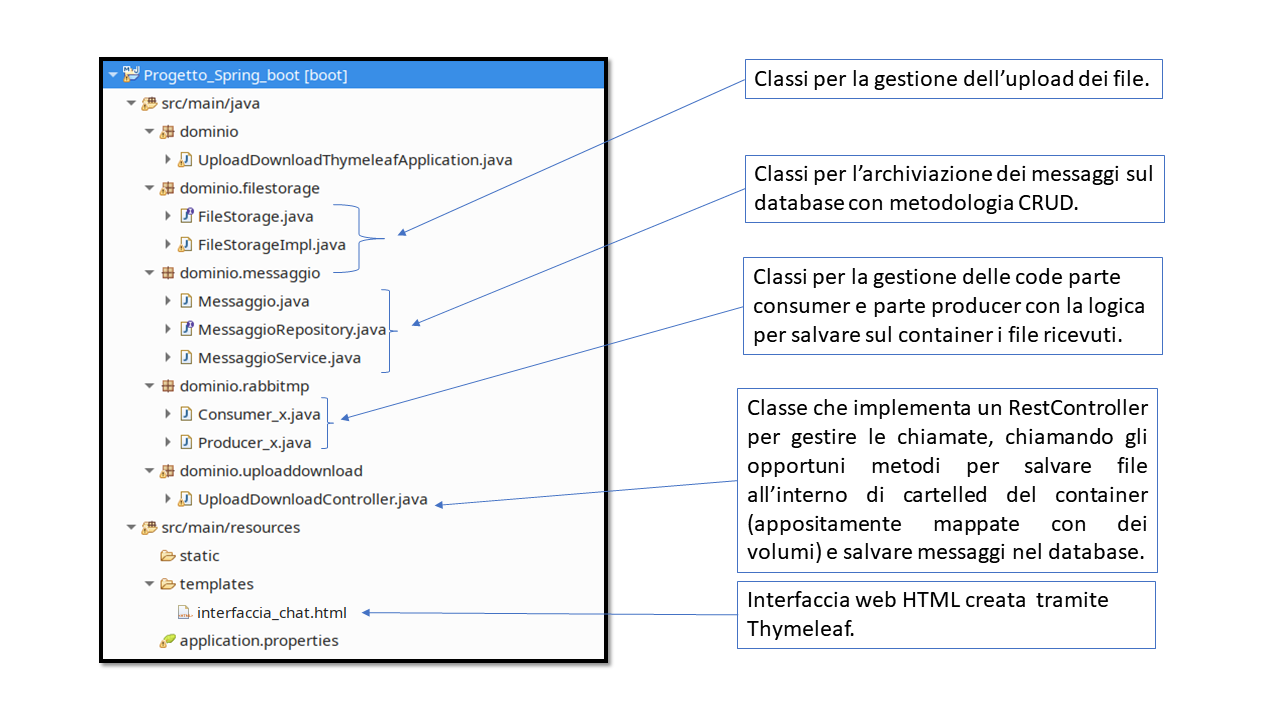 Progetto_Spring_boot [boot]
src/main/java
dominio
UploadDownloadThymeleafApplication.java
dominio.filestorage
FileStorage.java
FileStorageImpl.java
dominio.messaggio
Messaggio.java
MessaggioRepository.java
MessaggioService.java
dominio.rabbitmp
Consumer_x.java
Producer_x.java
dominio.uploaddownload
UploadDownloadController.java
src/main/resources
static
templates
interfaccia_chat.html
application.properties
Classi per la gestione dell’upload dei file.
Classi per l’archiviazione dei messaggi sul
database con metodologia CRUD.
Classi per la gestione delle code parte
consumer e parte producer con la logica
per salvare sul container i file ricevuti.
Classe che implementa un RestController
per gestire le chiamate, chiamando gli
opportuni metodi per salvare file
all’interno di cartelled del container
(appositamente mappate con dei
volumi) e salvare messaggi nel database.
Interfaccia web HTML creata tramite
Thymeleaf.